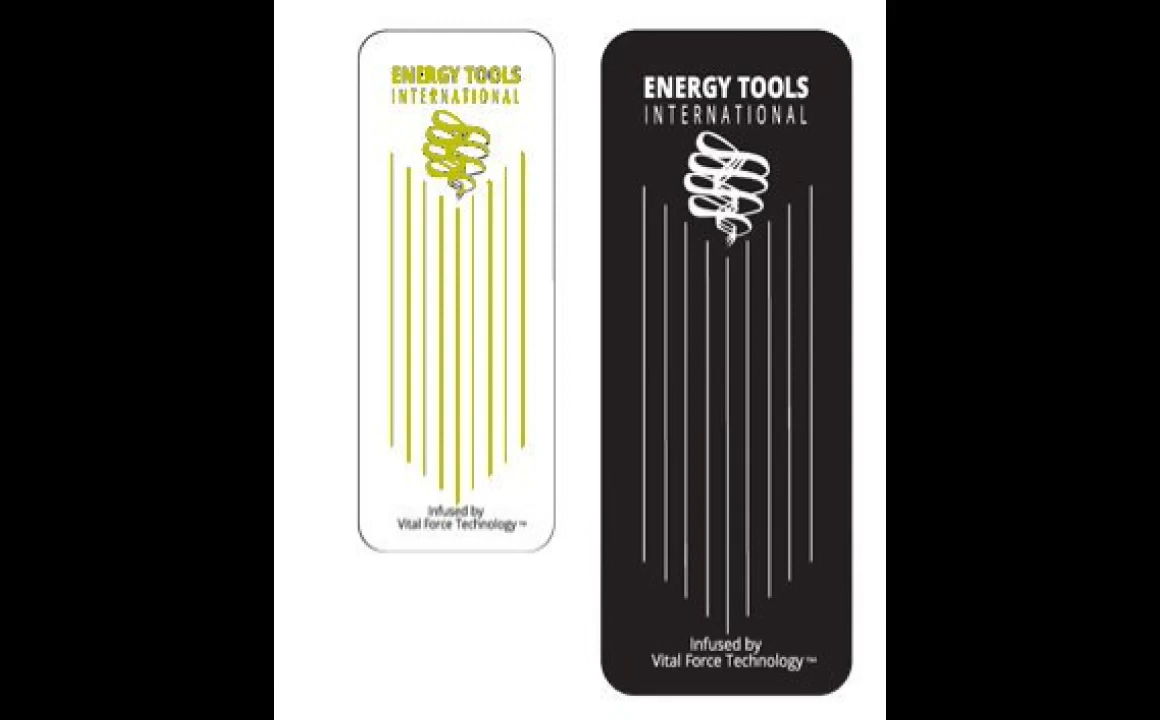 ENERGY TOOLS
INTERNATIONAL
Infused by
Vital Force Technology™
ENERGY TOOLS
INTERNATIONAL
Infused by
Vital Force Technology™